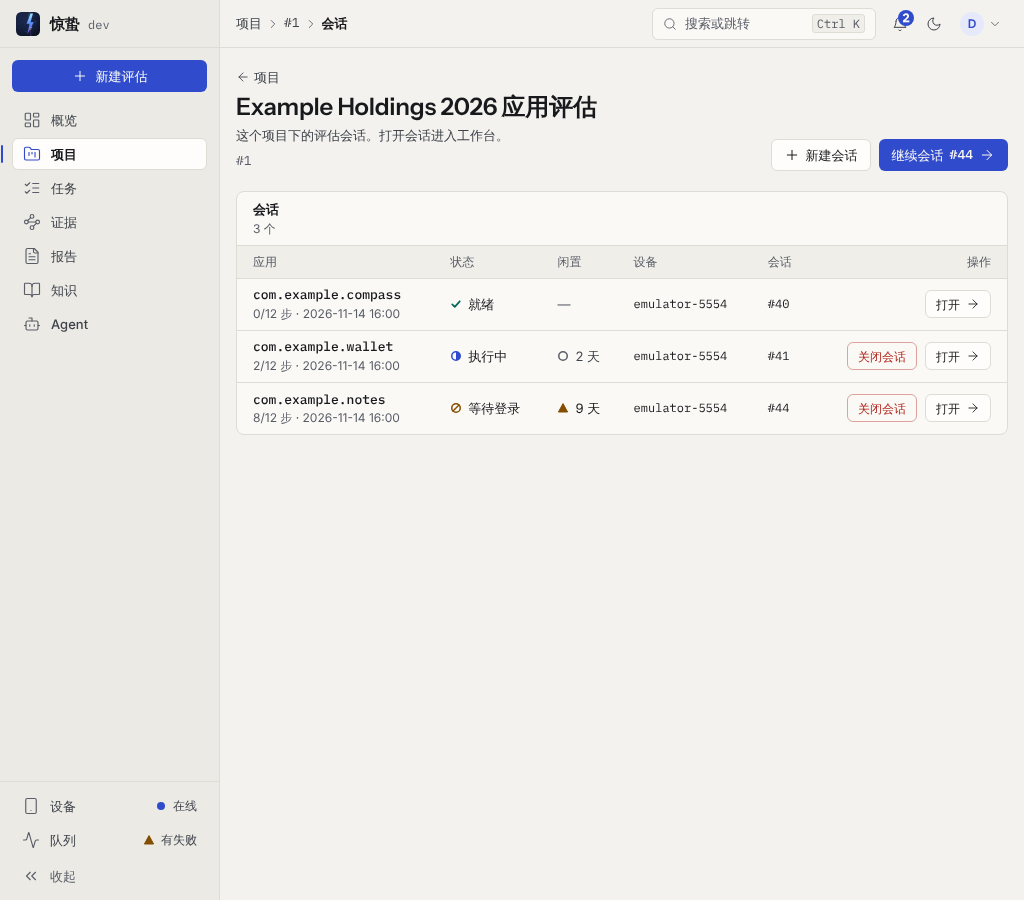 惊蛰 dev
项目 > #1 > 会话
搜索或跳转 Ctrl K
2
D
新建评估
概览
项目
任务
证据
报告
知识
Agent
设备 在线
队列 有失败
收起
← 项目
Example Holdings 2026 应用评估
这个项目下的评估会话。打开会话进入工作台。
#1
新建会话
继续会话 #44 →
会话
3 个
应用 状态 闲置 设备 会话 操作
com.example.compass
0/12 步 · 2026-11-14 16:00
就绪 — emulator-5554 #40 打开 →
com.example.wallet
2/12 步 · 2026-11-14 16:00
执行中 2 天 emulator-5554 #41 关闭会话 打开 →
com.example.notes
8/12 步 · 2026-11-14 16:00
等待登录 9 天 emulator-5554 #44 关闭会话 打开 →